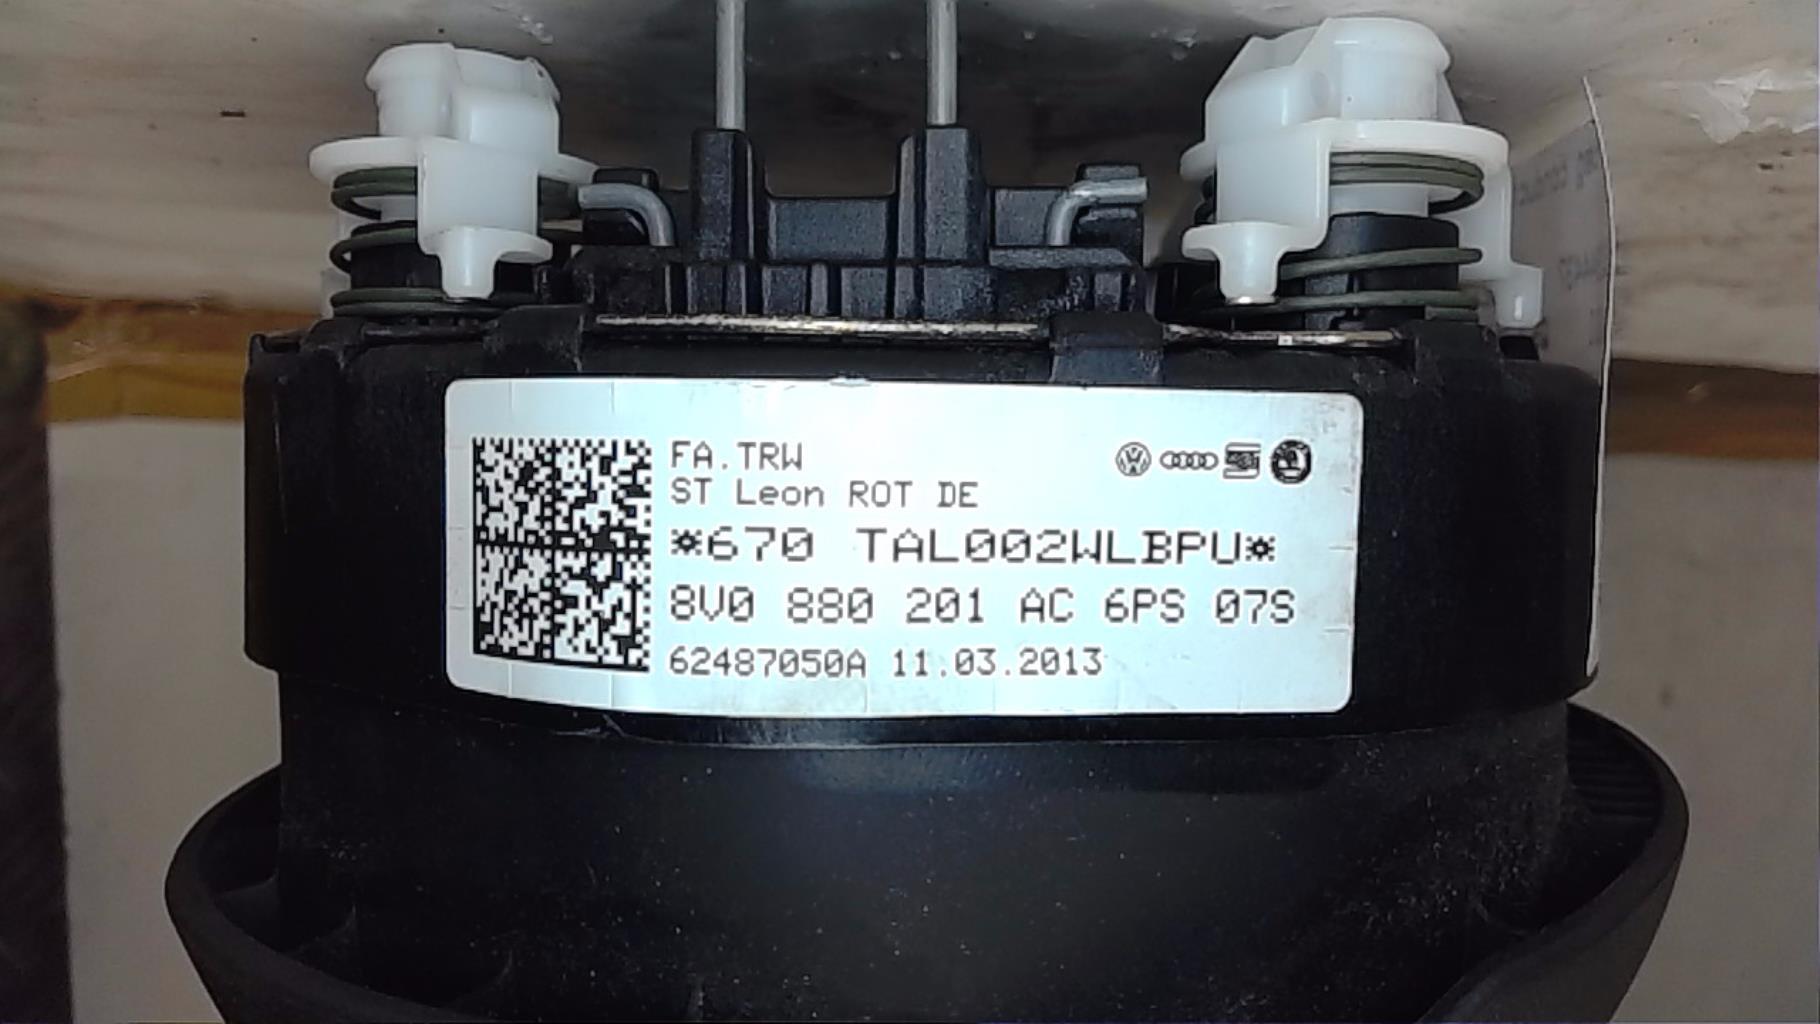 FA.TRW
ST Leon ROT DE
*670 TAL002WLBPU*
8V0 880 201 AC 6PS 07S
62487050A 11.03.2013